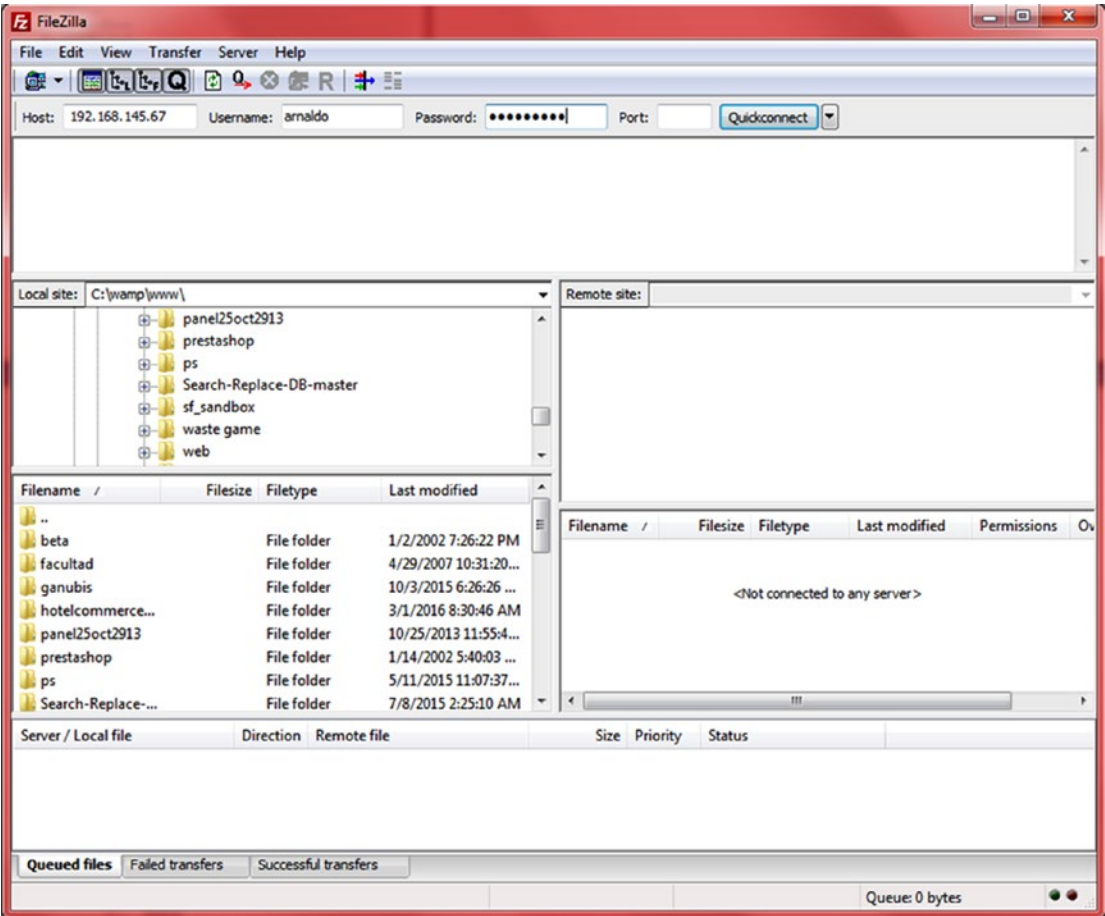 FileZilla
File Edit View Transfer Server Help
Host: 192.168.145.67 Username: arnaldo Password: ●●●●●●●●● Port: Quickconnect
Local site: C:\wamp\www\
panel25oct2913
prestashop
ps
Search-Replace-DB-master
sf_sandbox
waste game
web
Remote site:
Filename / Filesize Filetype Last modified
..
beta File folder 1/2/2002 7:26:22 PM
facultad File folder 4/29/2007 10:31:20...
ganubis File folder 10/3/2015 6:26:26 ...
hotelcommerce... File folder 3/1/2016 8:30:46 AM
panel25oct2913 File folder 10/25/2013 11:55:4...
prestashop File folder 1/14/2002 5:40:03 ...
ps File folder 5/11/2015 11:07:37...
Search-Replace-... File folder 7/8/2015 2:25:10 AM
Filename / Filesize Filetype Last modified Permissions Ov
<Not connected to any server>
Server / Local file Direction Remote file Size Priority Status
Queued files Failed transfers Successful transfers
Queue: 0 bytes